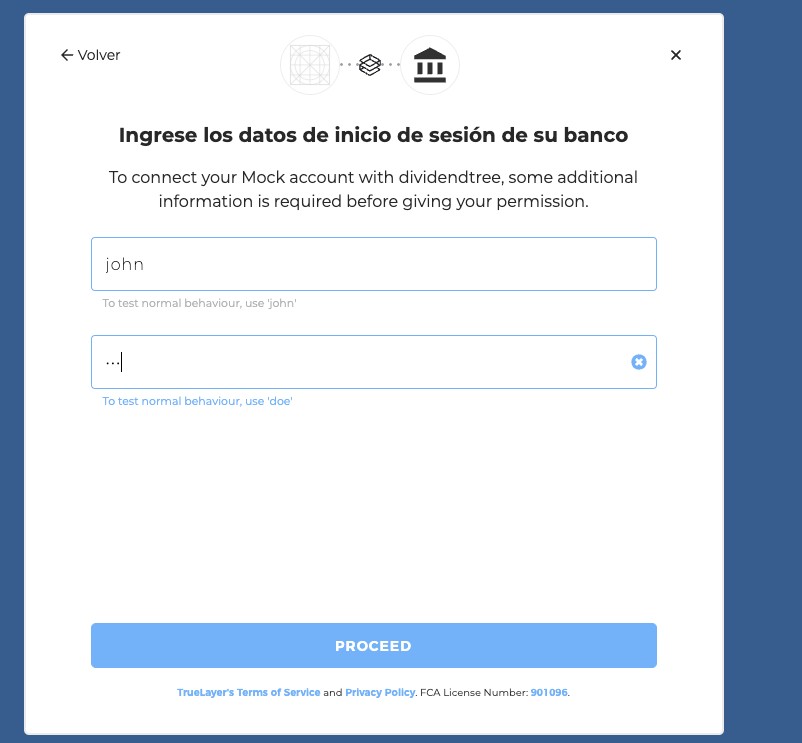 ← Volver
Ingrese los datos de inicio de sesión de su banco
To connect your Mock account with dividendtree, some additional
information is required before giving your permission.
john
To test normal behaviour, use 'john'
···
To test normal behaviour, use 'doe'
PROCEED
TrueLayer's Terms of Service and Privacy Policy. FCA License Number: 901096.